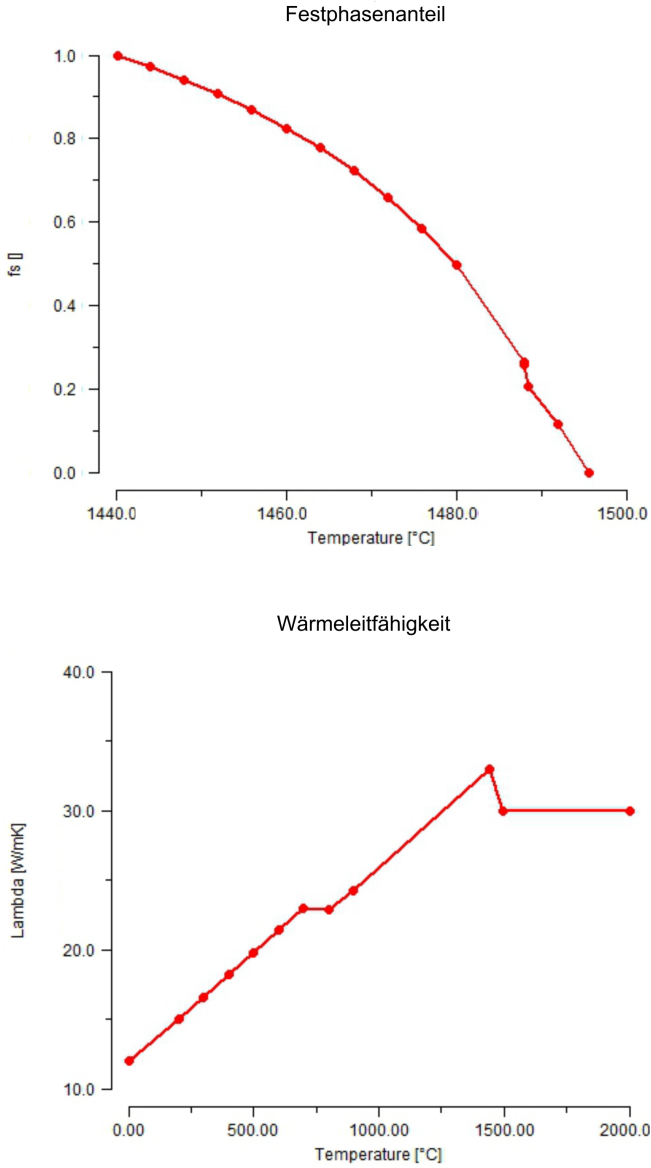 Festphasenanteil
1.0
0.8
0.6
fs []
0.4
0.2
0.0
1440.0 1460.0 1480.0 1500.0
Temperature [°C]
Wärmeleitfähigkeit
40.0
30.0
Lambda [W/mK]
20.0
10.0
0.00 500.00 1000.00 1500.00 2000.0
Temperature [°C]